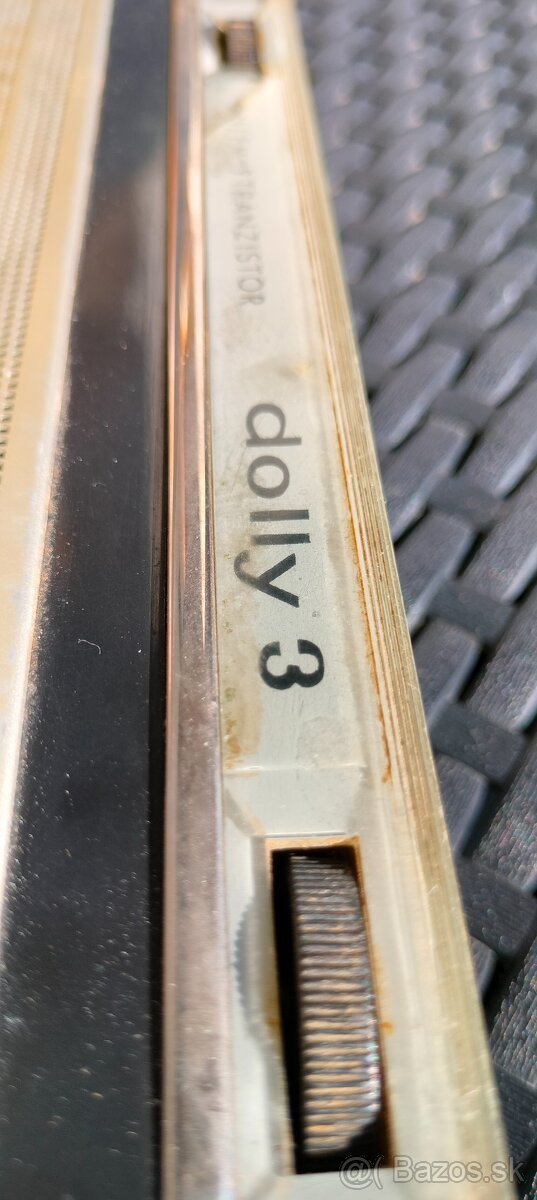 TRANZISTOR
dolly 3
@( Bazos.sk